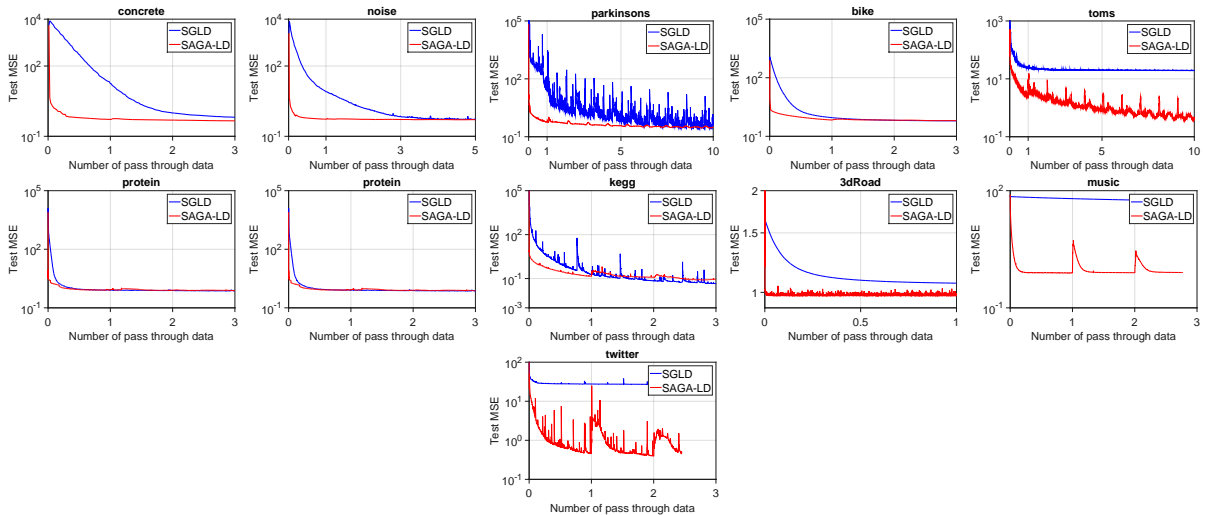 concrete
10^4
10^2
10^-1
Test MSE
0 1 2 3
Number of pass through data
SGLD
SAGA-LD
noise
10^4
10^2
10^-1
Test MSE
0 1 3 5
Number of pass through data
SGLD
SAGA-LD
parkinsons
10^5
10^2
10^-1
Test MSE
0 1 5 10
Number of pass through data
SGLD
SAGA-LD
bike
10^5
10^2
10^-1
Test MSE
0 1 2 3
Number of pass through data
SGLD
SAGA-LD
toms
10^3
10^1
10^-1
Test MSE
0 1 5 10
Number of pass through data
SGLD
SAGA-LD
protein
10^5
10^2
10^-1
Test MSE
0 1 2 3
Number of pass through data
SGLD
SAGA-LD
protein
10^5
10^2
10^-1
Test MSE
0 1 2 3
Number of pass through data
SGLD
SAGA-LD
kegg
10^5
10^2
10^-1
10^-3
Test MSE
0 1 2 3
Number of pass through data
SGLD
SAGA-LD
3dRoad
2
1.5
1
Test MSE
0 0.5 1
Number of pass through data
SGLD
SAGA-LD
music
10^2
10^-1
Test MSE
0 1 2 3
Number of pass through data
SGLD
SAGA-LD
twitter
10^2
10^1
10^0
10^-1
Test MSE
0 1 2 3
Number of pass through data
SGLD
SAGA-LD